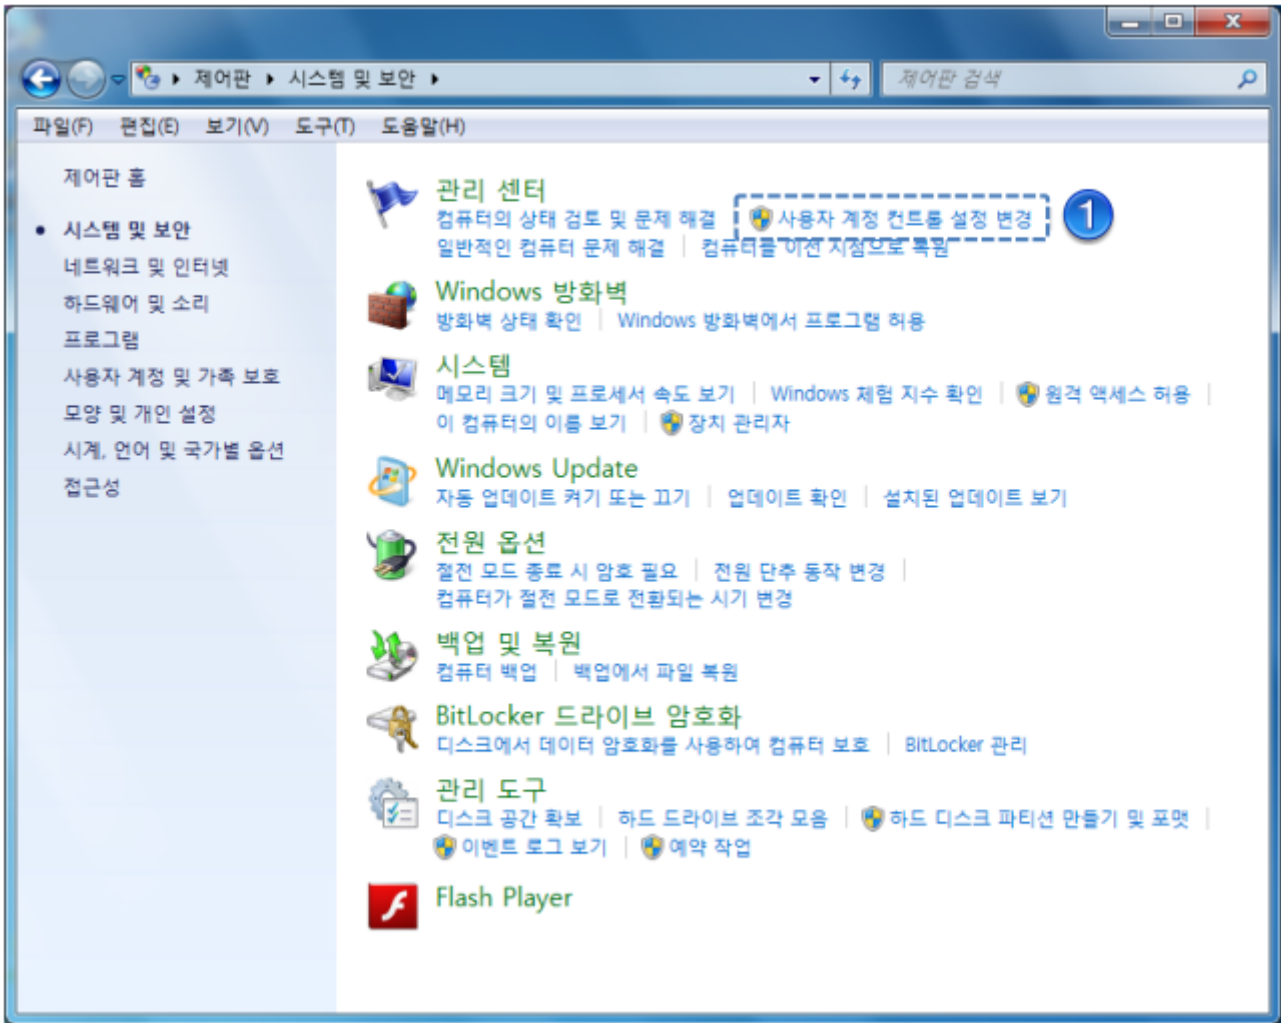 제어판 시스템 및 보안
제어판 검색
파일(F) 편집(E) 보기(V) 도구(T) 도움말(H)
제어판 홈
시스템 및 보안
네트워크 및 인터넷
하드웨어 및 소리
프로그램
사용자 계정 및 가족 보호
모양 및 개인 설정
시계, 언어 및 국가별 옵션
접근성
관리 센터
컴퓨터의 상태 검토 및 문제 해결 사용자 계정 컨트롤 설정 변경 1
일반적인 컴퓨터 문제 해결 컴퓨터를 이전 시점으로 복원
Windows 방화벽
방화벽 상태 확인 Windows 방화벽에서 프로그램 허용
시스템
메모리 크기 및 프로세서 속도 보기 Windows 체험 지수 확인 원격 액세스 허용
이 컴퓨터의 이름 보기 장치 관리자
Windows Update
자동 업데이트 켜기 또는 끄기 업데이트 확인 설치된 업데이트 보기
전원 옵션
절전 모드 종료 시 암호 필요 전원 단추 동작 변경
컴퓨터가 절전 모드로 전환되는 시기 변경
백업 및 복원
컴퓨터 백업 백업에서 파일 복원
BitLocker 드라이브 암호화
디스크에서 데이터 암호화를 사용하여 컴퓨터 보호 BitLocker 관리
관리 도구
디스크 공간 확보 하드 드라이브 조각 모음 하드 디스크 파티션 만들기 및 포맷
이벤트 로그 보기 예약 작업
Flash Player